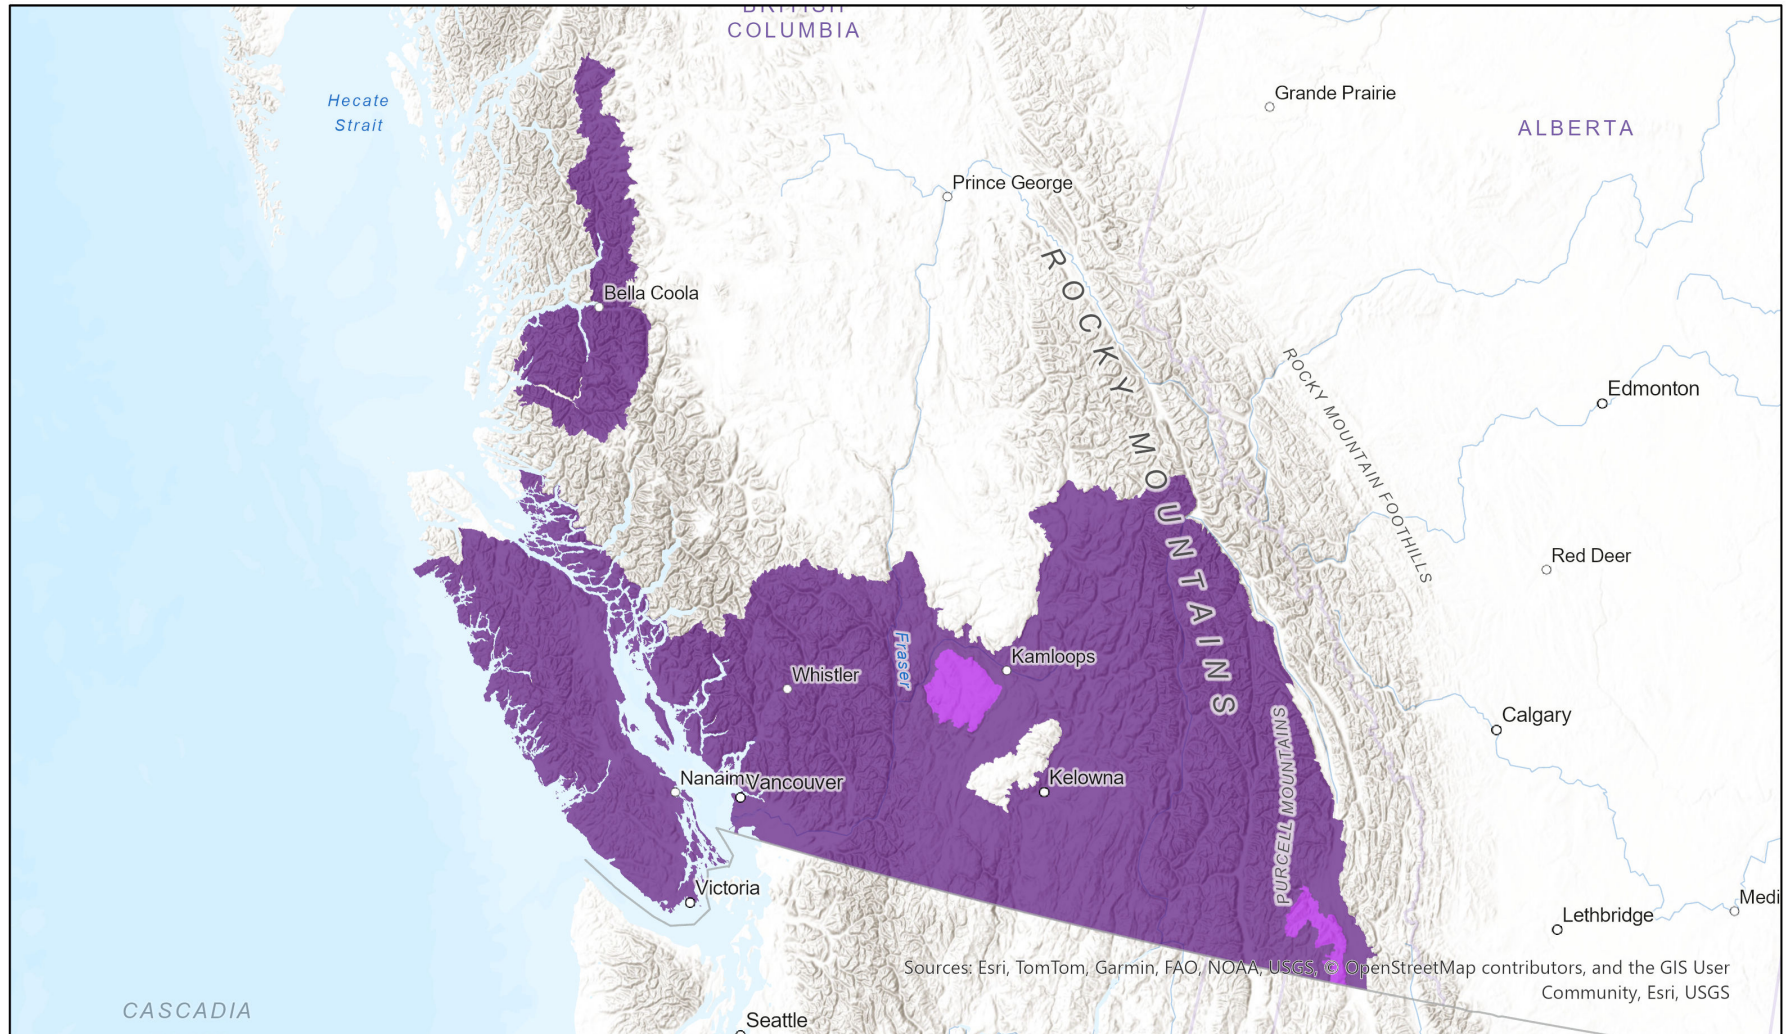 BRITISH
COLUMBIA
Hecate
Strait
Grande Prairie
ALBERTA
Prince George
Bella Coola
ROCKY MOUNTAINS
ROCKY MOUNTAIN FOOTHILLS
Edmonton
Red Deer
Fraser
Kamloops
Whistler
Calgary
PURCELL MOUNTAINS
Nanaim
Vancouver
Kelowna
Victoria
Medi
Lethbridge
Sources: Esri, TomTom, Garmin, FAO, NOAA, USGS, © OpenStreetMap contributors, and the GIS User
Community, Esri, USGS
CASCADIA
Seattle